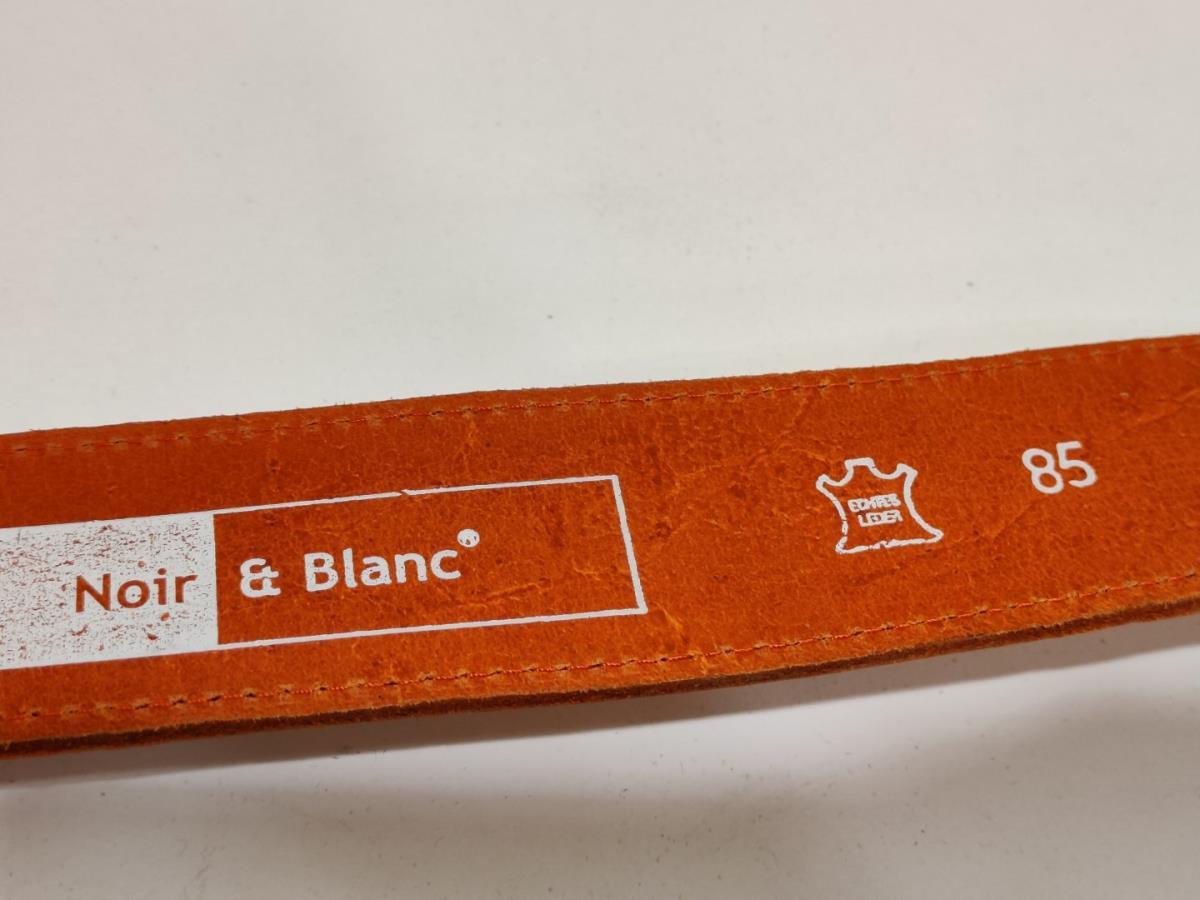 Noir & Blanc®
ECHTES
LEDER
85